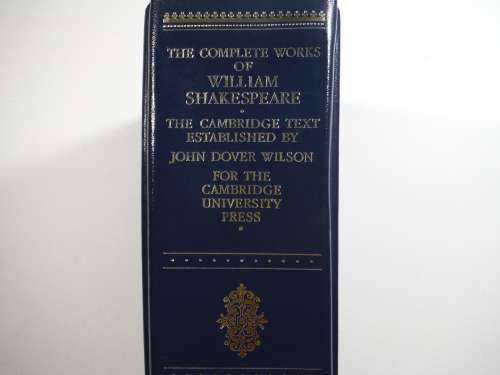 THE COMPLETE WORKS
OF
WILLIAM
SHAKESPEARE
THE CAMBRIDGE TEXT
ESTABLISHED BY
JOHN DOVER WILSON
FOR THE
CAMBRIDGE
UNIVERSITY
PRESS